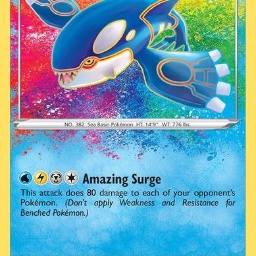 NO. 382 Sea Basin Pokémon HT: 14'9" WT: 776 lbs.
Amazing Surge
This attack does 80 damage to each of your opponent's
Pokémon. (Don't apply Weakness and Resistance for
Benched Pokémon.)